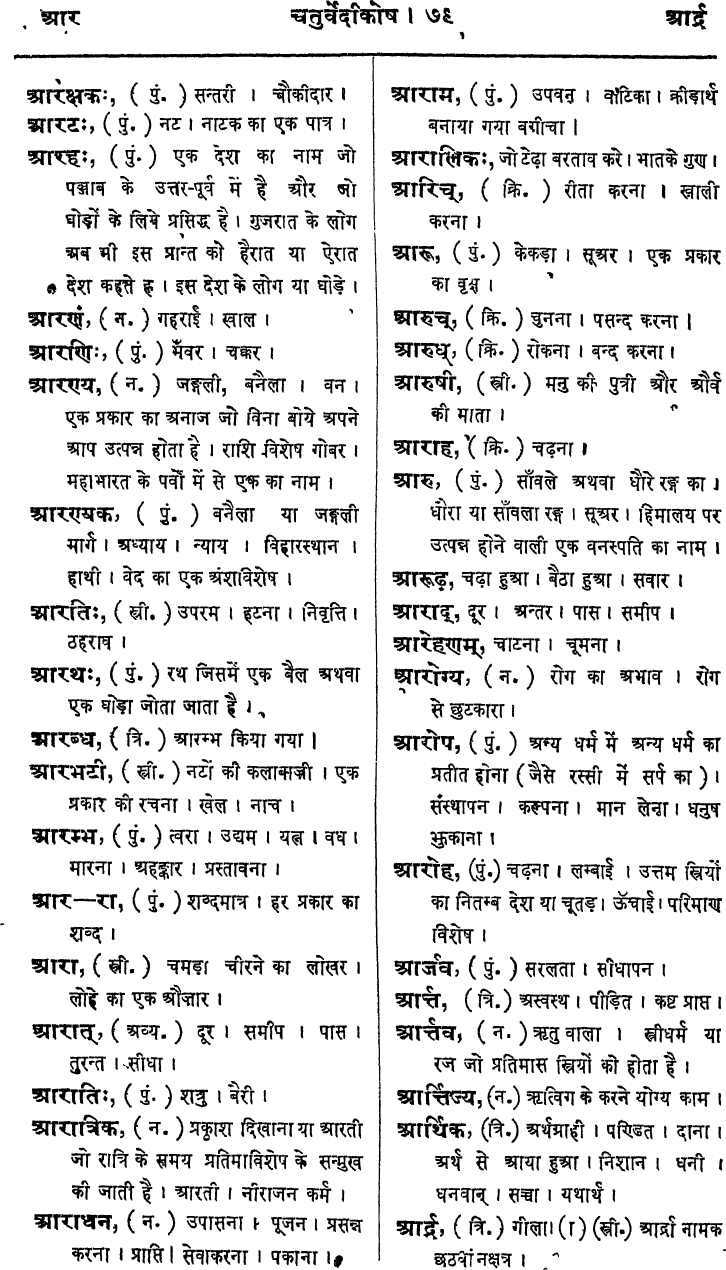 आर
चतुर्वेदीकोष। ७९
आर्द्र
आरक्षकः, ( पुं. ) सन्तरी । चौकीदार ।
आरटः, ( पुं. ) नट । नाटक का एक पात्र ।
आरहः, ( पुं. ) एक देश का नाम जो
पञ्जाब के उत्तर-पूर्व में है और जो
घोड़ों के लिये प्रसिद्ध है । गुजरात के लोग
अब भी इस प्रान्त को हैरात या ऐरात
देश कहते ह । इस देश के लोग या घोड़े ।
आरणं, ( न. ) गहराई । खाल ।
आरणिः, ( पुं. ) भँवर । चक्कर ।
आरण्य, ( न. ) जङ्गली, बनैला । वन ।
एक प्रकार का अनाज जो विना बोये अपने
आप उत्पन्न होता है । राशि विशेष गोबर ।
महाभारत के पर्वों में से एक का नाम ।
आरण्यक, ( पुं. ) बनैला या जङ्गली
मार्ग । अध्याय । न्याय । विहारस्थान ।
हाथी । वेद का एक अंशाविशेष ।
आरतिः, ( स्त्री. ) उपरम । हटना । निवृत्ति ।
ठहराव ।
आरथः, ( पुं. ) रथ जिसमें एक बैल अथवा
एक घोड़ा जोता जाता है ।
आरब्ध, ( त्रि. ) आरम्भ किया गया ।
आरभटी, ( स्त्री. ) नटों की कलाबाज़ी । एक
प्रकार की रचना । खेल । नाच ।
आरम्भ, ( पुं. ) त्वरा । उद्यम । यत्न । वध ।
मारना । अहङ्कार । प्रस्तावना ।
आर—रा, ( पुं. ) शब्दमात्र । हर प्रकार का
शब्द ।
आरा, ( स्त्री. ) चमड़ा चीरने का लोखर ।
लोहे का एक औज़ार ।
आरात्, ( अव्य. ) दूर । समीप । पास ।
तुरन्त । सीधा ।
आरातिः, ( पुं. ) शत्रु । बैरी ।
आरात्रिक, ( न. ) प्रकाश दिखाना या आरती
जो रात्रि के समय प्रतिमाविशेष के सन्मुख
की जाती है । आरती । नीराजन कर्म ।
आराधन, ( न. ) उपासना । पूजन । प्रसन्न
करना । प्राप्ति । सेवाकरना । पकाना ।
आराम, ( पुं. ) उपवन । वाटिका । क्रीड़ार्थ
बनाया गया बगीचा ।
आरालिकः, जो टेढ़ा बरताव करे । भातके गुण ।
आरिच्, ( क्रि. ) रीता करना । ख़ाली
करना ।
आरू, ( पुं. ) केकड़ा । सूअर । एक प्रकार
का वृक्ष ।
आरुच्, ( क्रि. ) चुनना । पसन्द करना ।
आरुध्, ( क्रि. ) रोकना । बन्द करना ।
आरुषी, ( स्त्री. ) मनु की पुत्री और और्व
की माता ।
आराह, ( क्रि. ) चढ़ना ।
आरु, ( पुं. ) साँवले अथवा धौरे रङ्ग का ।
धौरा या साँवला रङ्ग । सूअर । हिमालय पर
उत्पन्न होने वाली एक वनस्पति का नाम ।
आरूढ़, चढ़ा हुआ । बैठा हुआ । सवार ।
आराद्, दूर । अन्तर । पास । समीप ।
आरेहणम्, चाटना । चूमना ।
आरोग्य, ( न. ) रोग का अभाव । रोग
से छुटकारा ।
आरोप, ( पुं. ) अन्य धर्म में अन्य धर्म का
प्रतीत होना ( जैसे रस्सी में सर्प का ) ।
संस्थापन । कल्पना । मान लेना । धनुष
झुकाना ।
आरोह, (पुं.) चढ़ना । लम्बाई । उत्तम स्त्रियों
का नितम्ब देश या चूतड़ । ऊँचाई । परिमाण
विशेष ।
आर्जव, ( पुं. ) सरलता । सीधापन ।
आर्त्त, ( त्रि. ) अस्वस्थ । पीड़ित । कष्ट प्राप्त ।
आर्त्तव, ( न. ) ऋतु वाला । स्त्रीधर्म या
रज जो प्रतिमास स्त्रियों को होता है ।
आर्त्तिज्य, (न.) ऋत्विग के करने योग्य काम ।
आर्थिक, (त्रि.) अर्थग्राही । पण्डित । दाना ।
अर्थ से आया हुआ । निशान । धनी ।
धनवान् । सच्चा । यथार्थ ।
आर्द्र, ( त्रि. ) गीला। (ा) (स्त्री.) आर्द्रा नामक
छठवाँ नक्षत्र ।